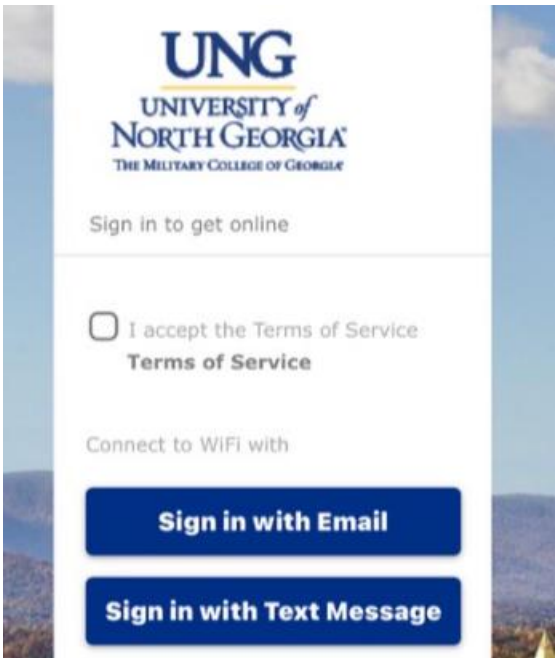 UNG
UNIVERSITY of
NORTH GEORGIA
THE MILITARY COLLEGE OF GEORGIA
Sign in to get online
I accept the Terms of Service
Terms of Service
Connect to WiFi with
Sign in with Email
Sign in with Text Message